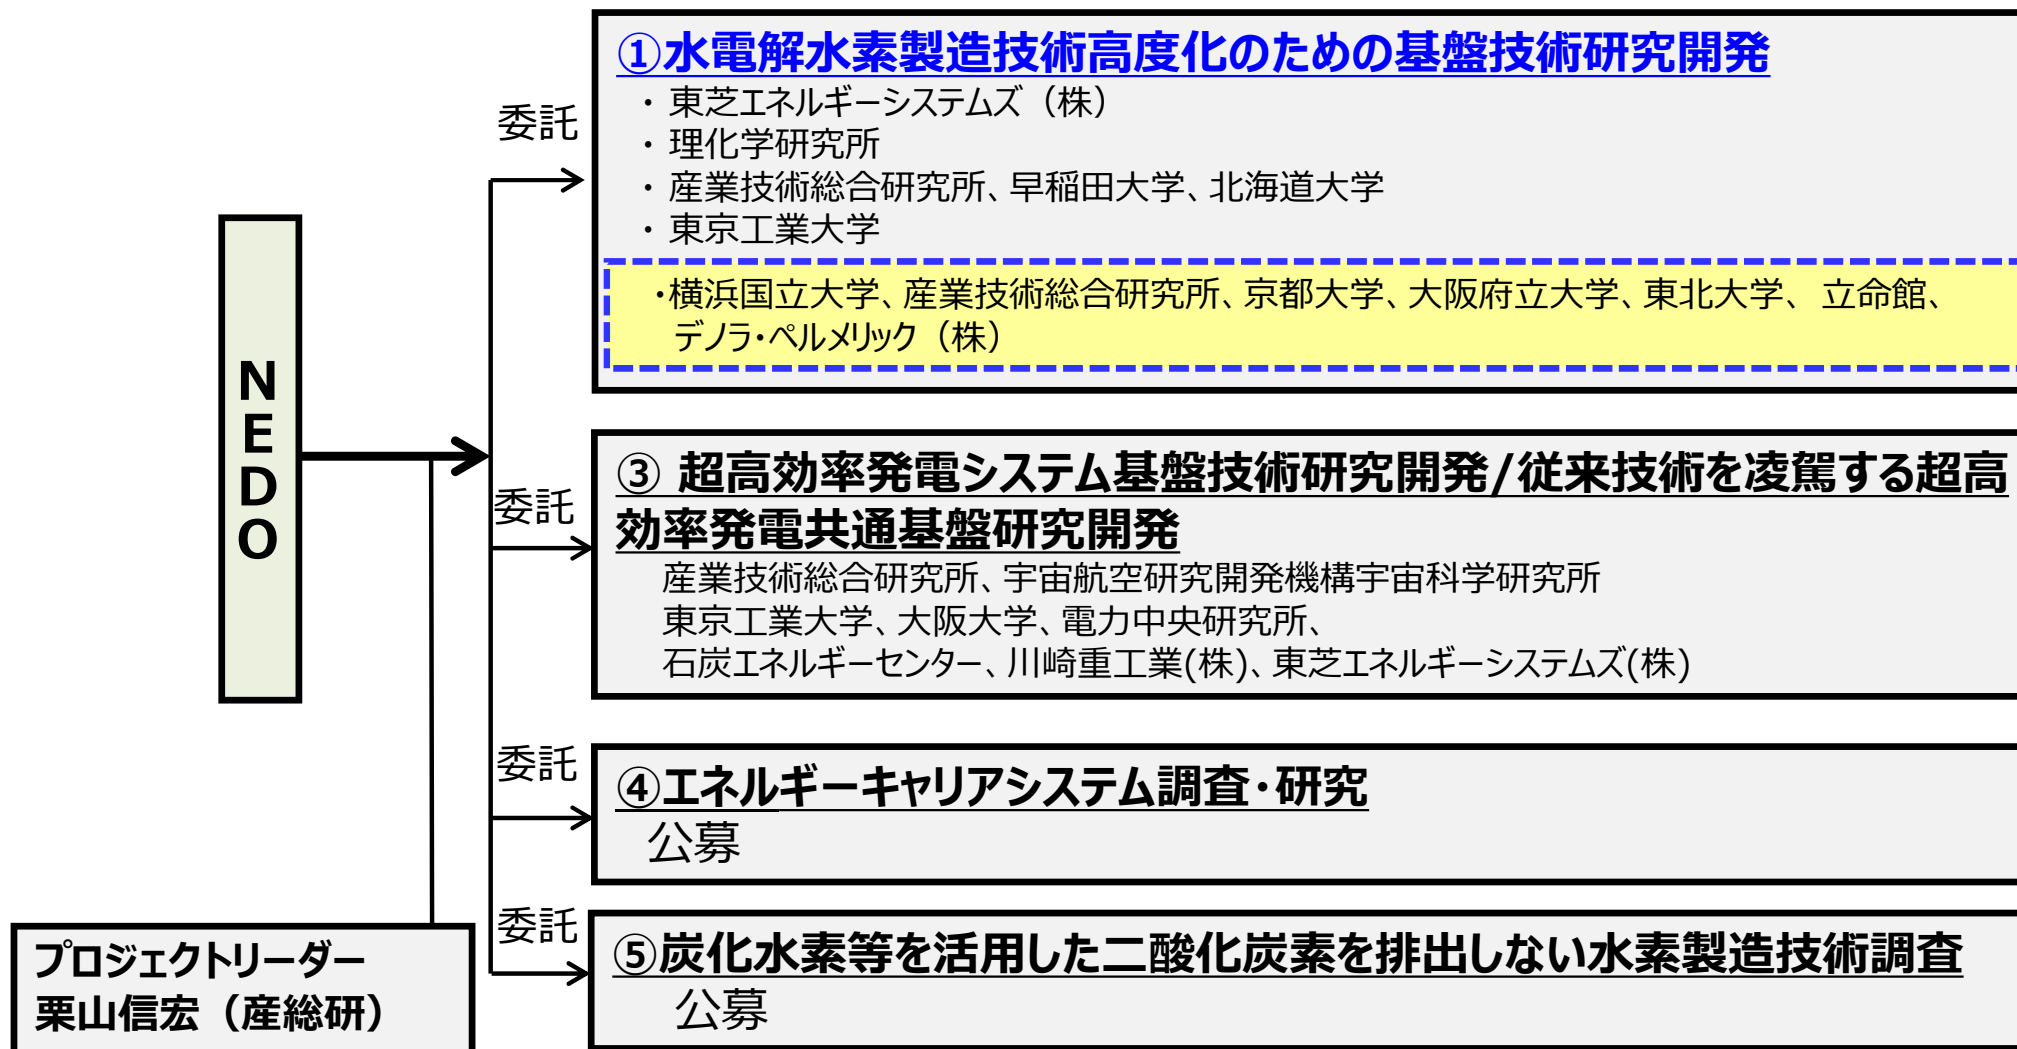 ①水電解水素製造技術高度化のための基盤技術研究開発
・ 東芝エネルギーシステムズ（株）
・ 理化学研究所
・ 産業技術総合研究所、早稲田大学、北海道大学
・ 東京工業大学
・横浜国立大学、産業技術総合研究所、京都大学、大阪府立大学、東北大学、 立命館、
デノラ・ペルメリック（株）
委託
NEDO
委託
③ 超高効率発電システム基盤技術研究開発/従来技術を凌駕する超高
効率発電共通基盤研究開発
産業技術総合研究所、宇宙航空研究開発機構宇宙科学研究所
東京工業大学、大阪大学、電力中央研究所、
石炭エネルギーセンター、川崎重工業(株)、東芝エネルギーシステムズ(株)
委託
④エネルギーキャリアシステム調査・研究
公募
委託
⑤炭化水素等を活用した二酸化炭素を排出しない水素製造技術調査
公募
プロジェクトリーダー
栗山信宏（産総研）